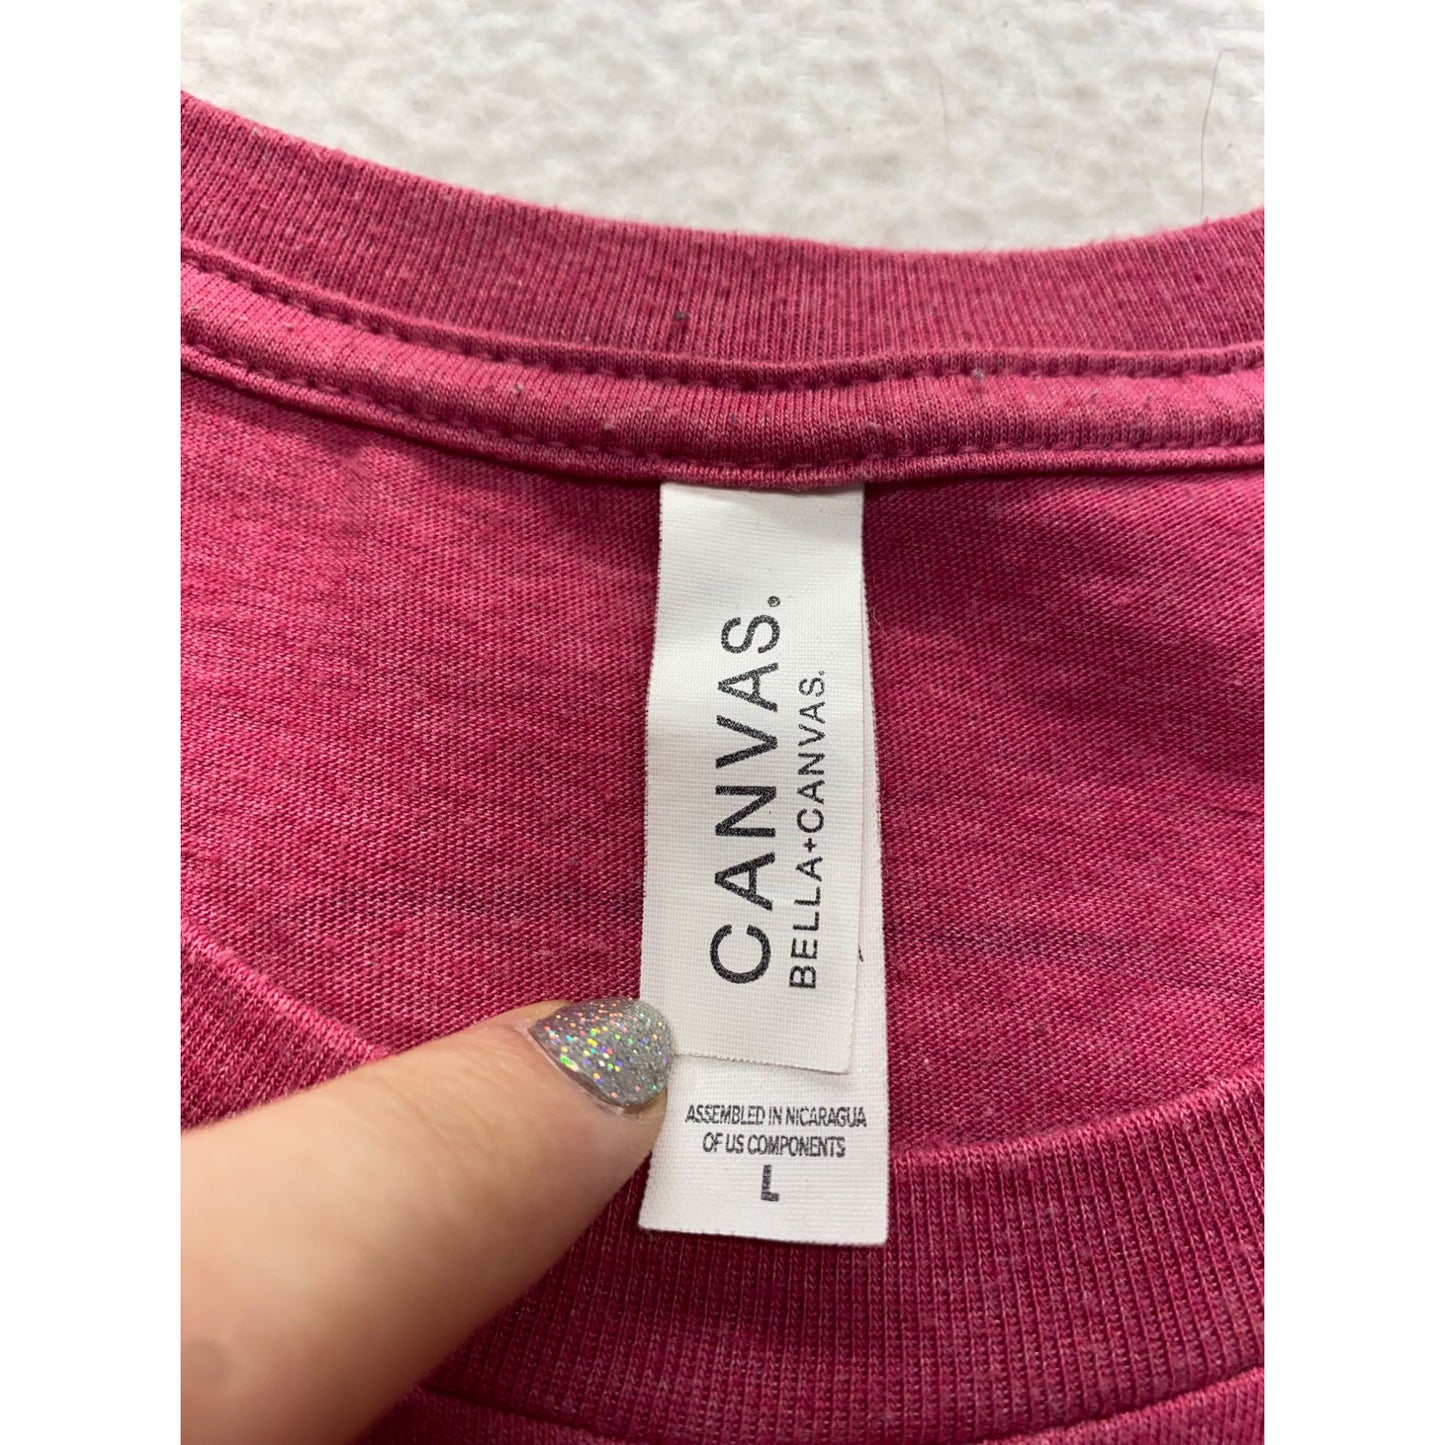 CANVAS.®
BELLA+CANVAS.
ASSEMBLED IN NICARAGUA
OF US COMPONENTS
L